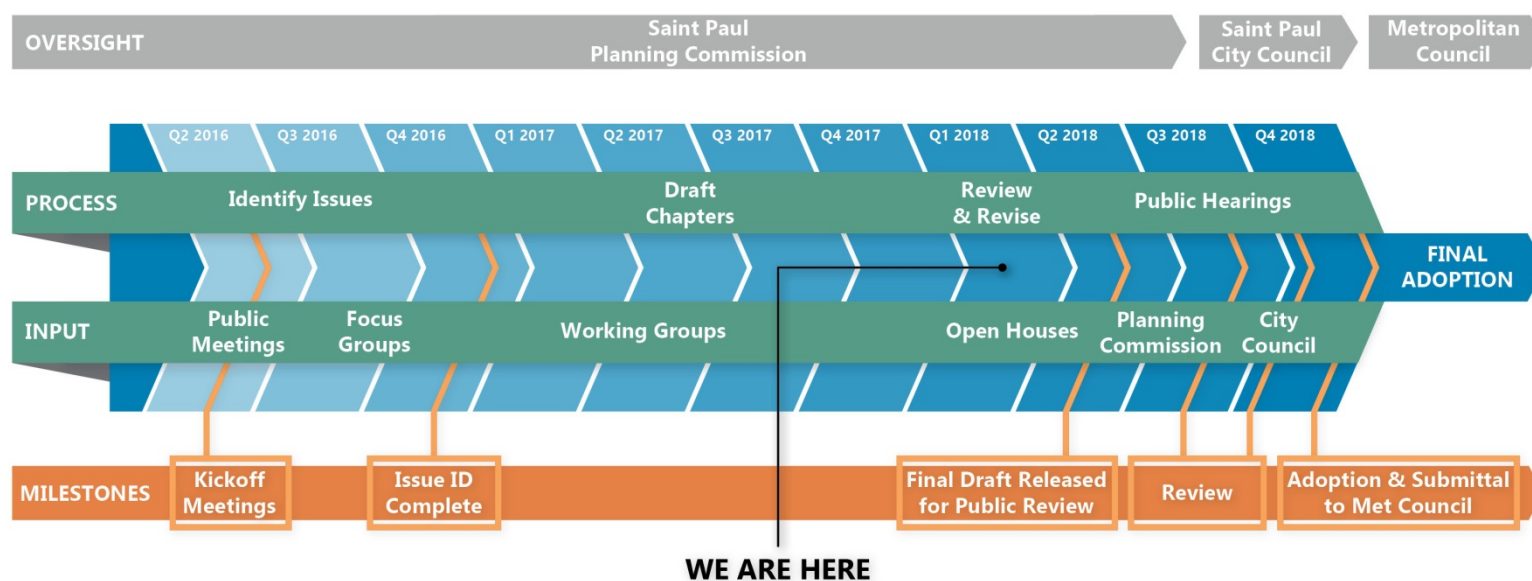 OVERSIGHT
Saint Paul
Planning Commission
Saint Paul
City Council
Metropolitan
Council
Q2 2016
Q3 2016
Q4 2016
Q1 2017
Q2 2017
Q3 2017
Q4 2017
Q1 2018
Q2 2018
Q3 2018
Q4 2018
PROCESS
Identify Issues
Draft
Chapters
Review
& Revise
Public Hearings
FINAL
ADOPTION
INPUT
Public
Meetings
Focus
Groups
Working Groups
Open Houses
Planning
Commission
City
Council
MILESTONES
Kickoff
Meetings
Issue ID
Complete
Final Draft Released
for Public Review
Review
Adoption & Submittal
to Met Council
WE ARE HERE